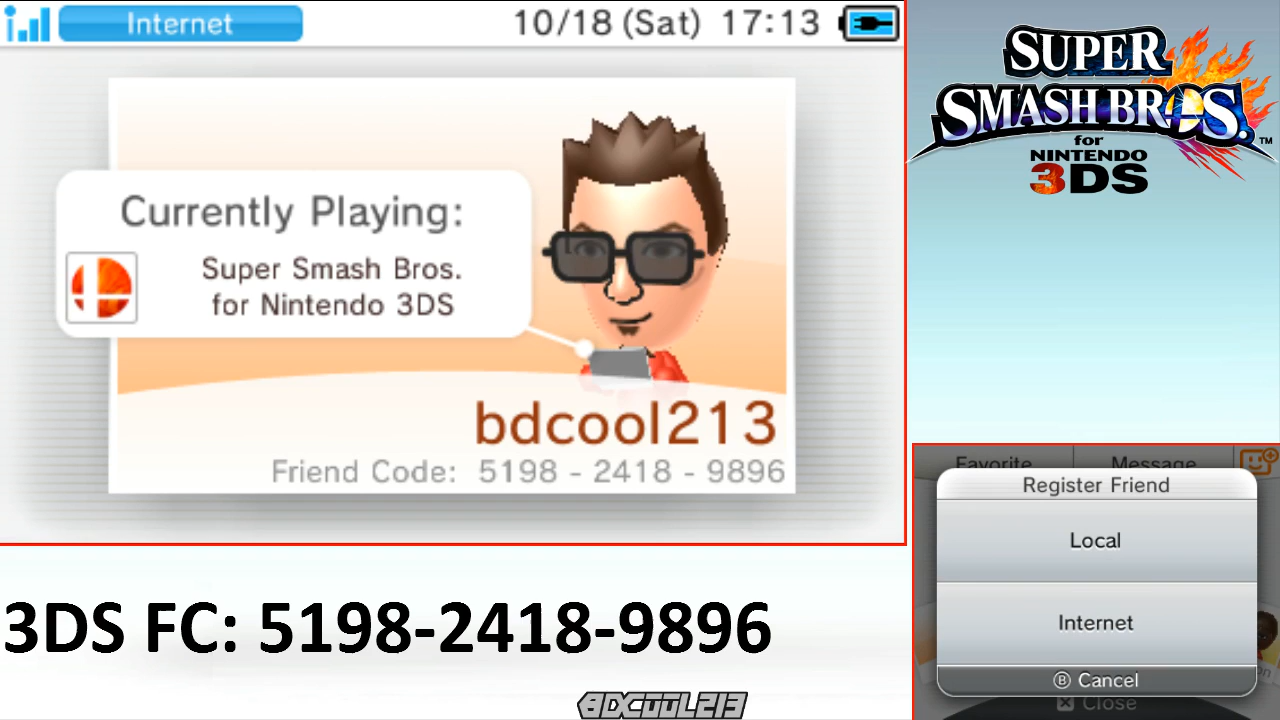 Internet
10/18 (Sat) 17:13
Currently Playing:
Super Smash Bros.
for Nintendo 3DS
bdcool213
Friend Code: 5198 - 2418 - 9896
3DS FC: 5198-2418-9896
BDCOOL213
SUPER
SMASH BROS.™
for
NINTENDO
3DS
Favorite
Message
Register Friend
Local
Internet
Ⓑ Cancel
Close